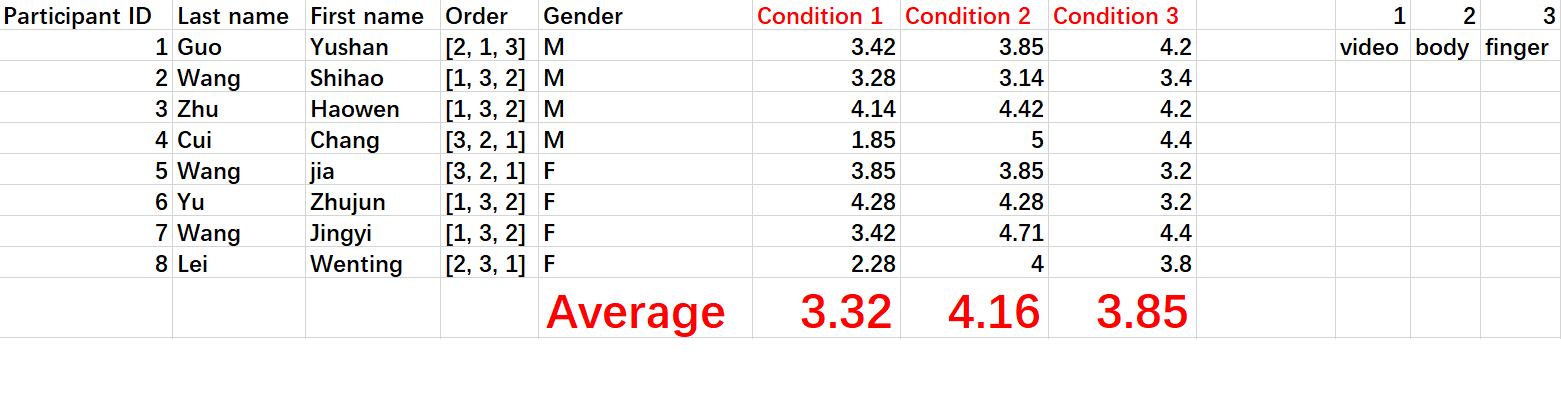 Participant ID Last name First name Order Gender Condition 1 Condition 2 Condition 3 1 2 3
1 Guo Yushan [2, 1, 3] M 3.42 3.85 4.2 video body finger
2 Wang Shihao [1, 3, 2] M 3.28 3.14 3.4
3 Zhu Haowen [1, 3, 2] M 4.14 4.42 4.2
4 Cui Chang [3, 2, 1] M 1.85 5 4.4
5 Wang jia [3, 2, 1] F 3.85 3.85 3.2
6 Yu Zhujun [1, 3, 2] F 4.28 4.28 3.2
7 Wang Jingyi [1, 3, 2] F 3.42 4.71 4.4
8 Lei Wenting [2, 3, 1] F 2.28 4 3.8
Average 3.32 4.16 3.85